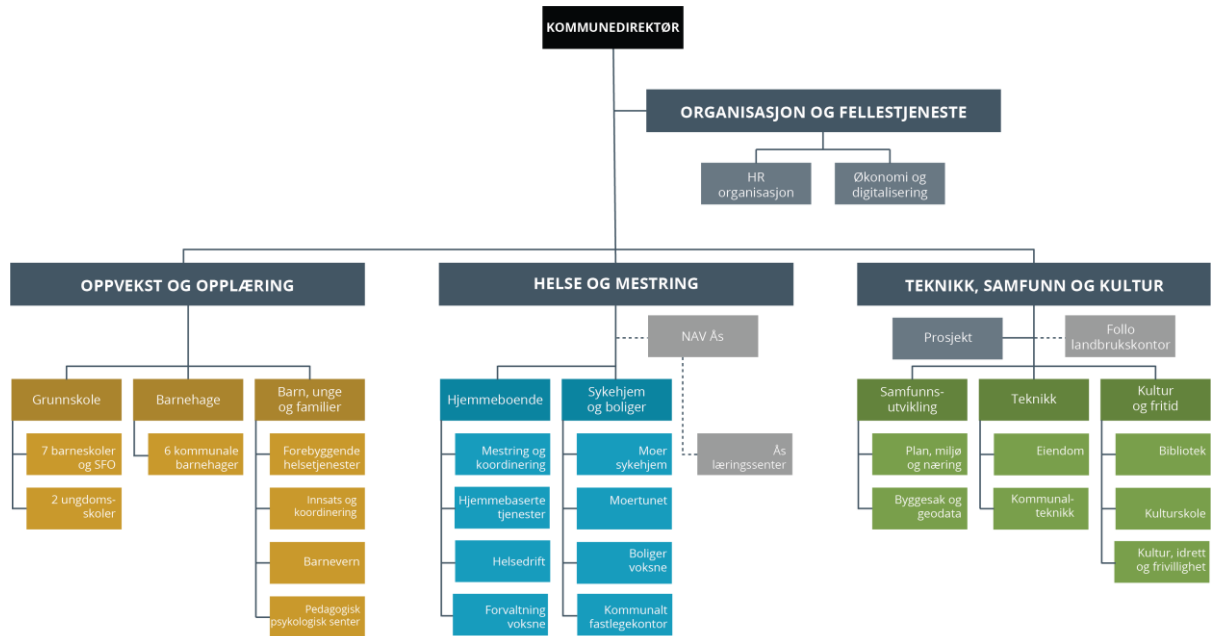 KOMMUNEDIREKTØR
ORGANISASJON OG FELLESTJENESTE
HR
organisasjon
Økonomi og
digitalisering
OPPVEKST OG OPPLÆRING
Grunnskole
7 barneskoler
og SFO
2 ungdoms-
skoler
Barnehage
6 kommunale
barnehager
Barn, unge
og familier
Forebyggende
helsetjenester
Innsats og
koordinering
Barnevern
Pedagogisk
psykologisk senter
HELSE OG MESTRING
NAV Ås
Ås
læringssenter
Hjemmeboende
Mestring og
koordinering
Hjemmebaserte
tjenester
Helsedrift
Forvaltning
voksne
Sykehjem
og boliger
Moer
sykehjem
Moertunet
Boliger
voksne
Kommunalt
fastlegekontor
TEKNIKK, SAMFUNN OG KULTUR
Prosjekt
Follo
landbrukskontor
Samfunns-
utvikling
Plan, miljø
og næring
Byggesak og
geodata
Teknikk
Eiendom
Kommunal-
teknikk
Kultur
og fritid
Bibliotek
Kulturskole
Kultur, idrett
og frivillighet